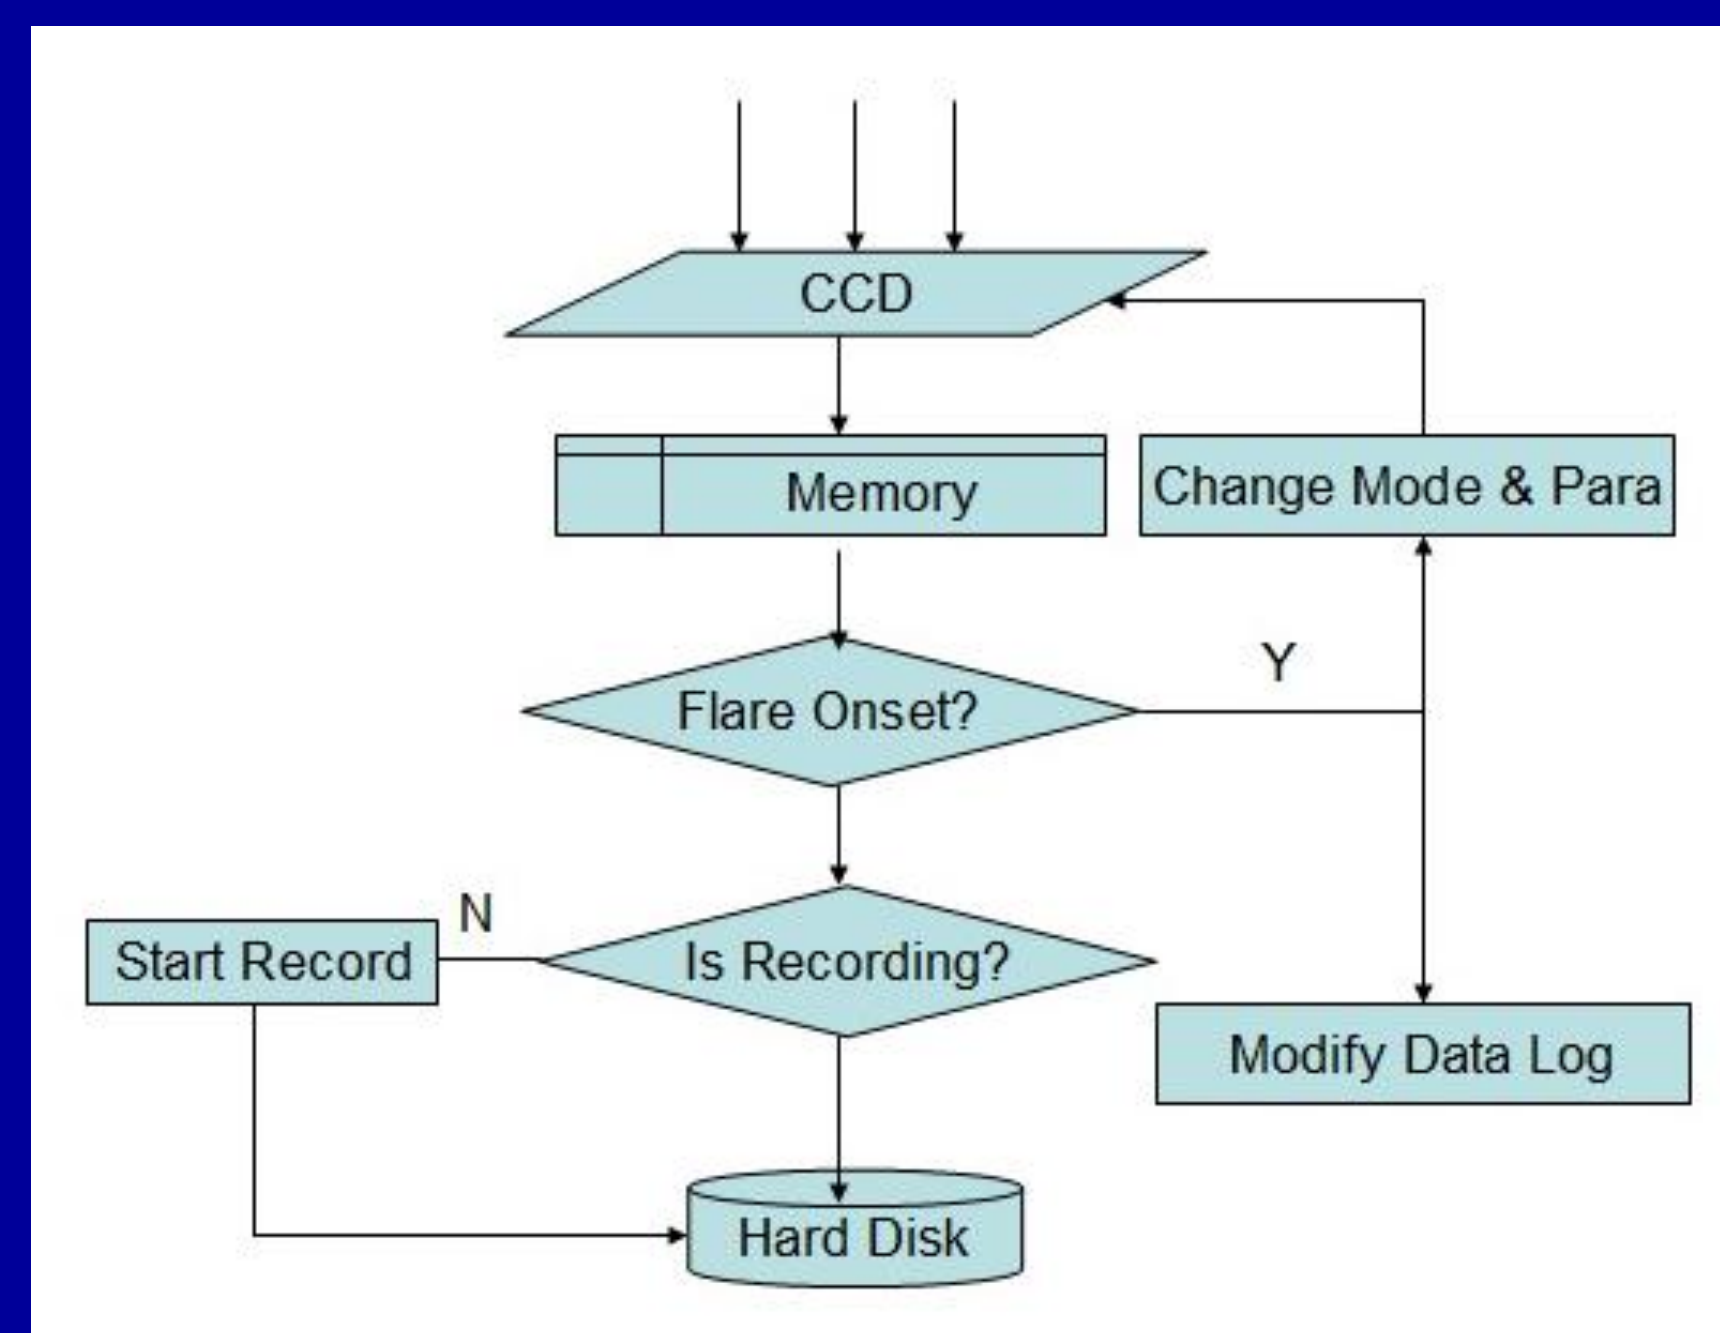 CCD
Memory
Change Mode & Para
Y
Flare Onset?
N
Start Record
Is Recording?
Modify Data Log
Hard Disk